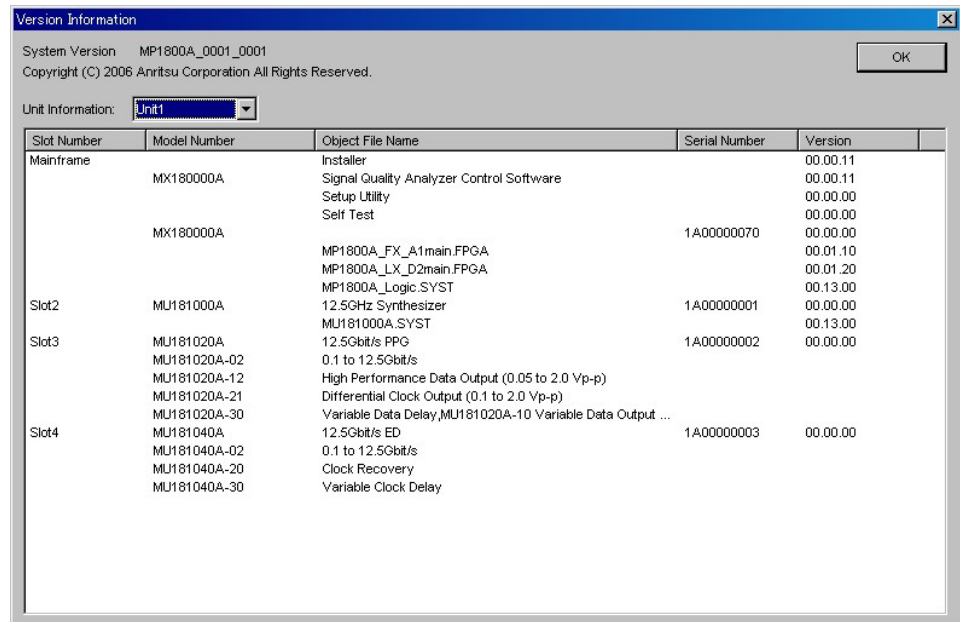 Version Information
System Version MP1800A_0001_0001
OK
Copyright (C) 2006 Anritsu Corporation All Rights Reserved.
Unit Information: Unit1
Slot Number Model Number Object File Name Serial Number Version
Mainframe Installer 00.00.11
MX180000A Signal Quality Analyzer Control Software 00.00.11
Setup Utility 00.00.00
Self Test 00.00.00
MX180000A 1A00000070 00.00.00
MP1800A_FX_A1main.FPGA 00.01.10
MP1800A_LX_D2main.FPGA 00.01.20
MP1800A_Logic.SYST 00.13.00
Slot2 MU181000A 12.5GHz Synthesizer 1A00000001 00.00.00
MU181000A.SYST 00.13.00
Slot3 MU181020A 12.5Gbit/s PPG 1A00000002 00.00.00
MU181020A-02 0.1 to 12.5Gbit/s
MU181020A-12 High Performance Data Output (0.05 to 2.0 Vp-p)
MU181020A-21 Differential Clock Output (0.1 to 2.0 Vp-p)
MU181020A-30 Variable Data Delay,MU181020A-10 Variable Data Output ...
Slot4 MU181040A 12.5Gbit/s ED 1A00000003 00.00.00
MU181040A-02 0.1 to 12.5Gbit/s
MU181040A-20 Clock Recovery
MU181040A-30 Variable Clock Delay